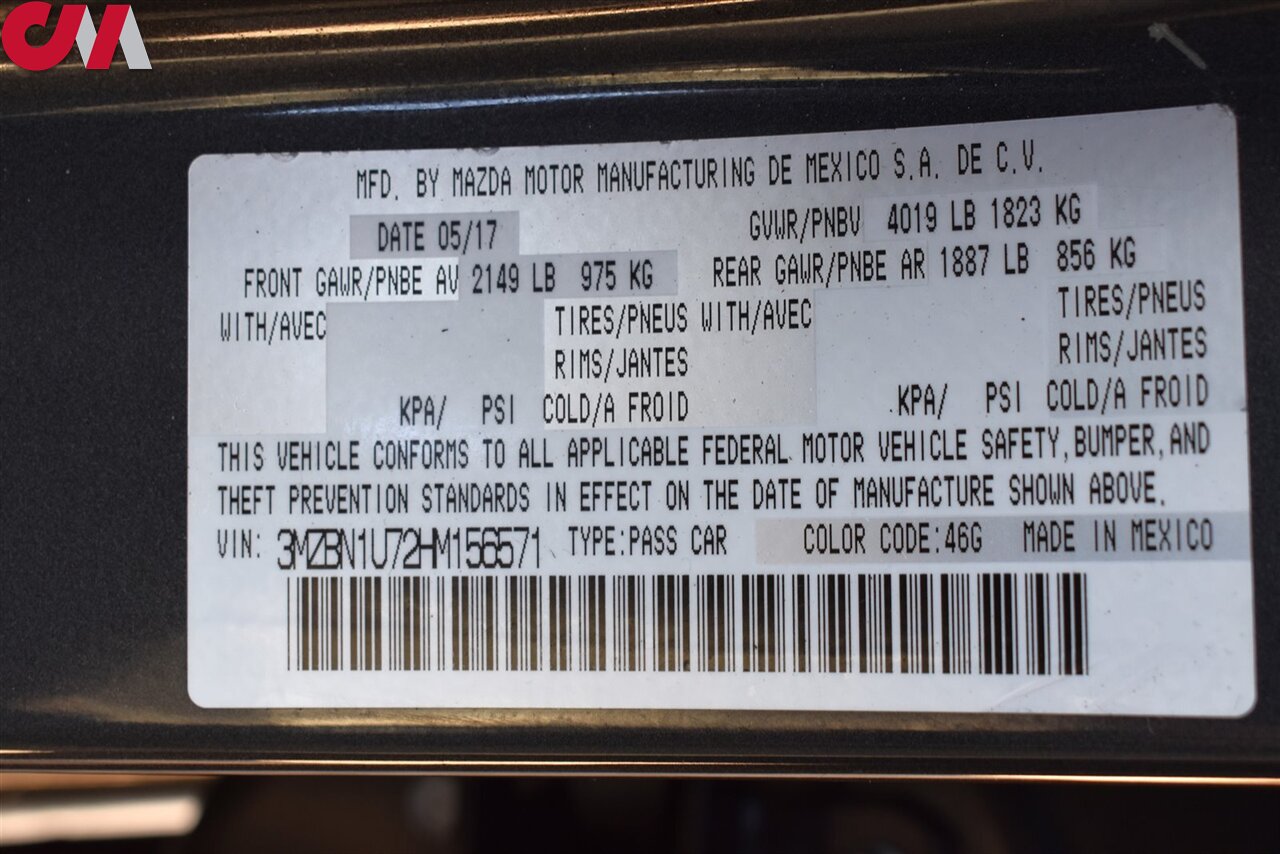 CM
MFD. BY MAZDA MOTOR MANUFACTURING DE MEXICO S.A. DE C.V.
DATE 05/17 GVWR/PNBV 4019 LB 1823 KG
FRONT GAWR/PNBE AV 2149 LB 975 KG REAR GAWR/PNBE AR 1887 LB 856 KG
WITH/AVEC TIRES/PNEUS WITH/AVEC TIRES/PNEUS
RIMS/JANTES RIMS/JANTES
KPA/ PSI COLD/A FROID KPA/ PSI COLD/A FROID
THIS VEHICLE CONFORMS TO ALL APPLICABLE FEDERAL MOTOR VEHICLE SAFETY, BUMPER, AND
THEFT PREVENTION STANDARDS IN EFFECT ON THE DATE OF MANUFACTURE SHOWN ABOVE.
VIN: 3MZBN1U72HM156571 TYPE:PASS CAR COLOR CODE:46G MADE IN MEXICO